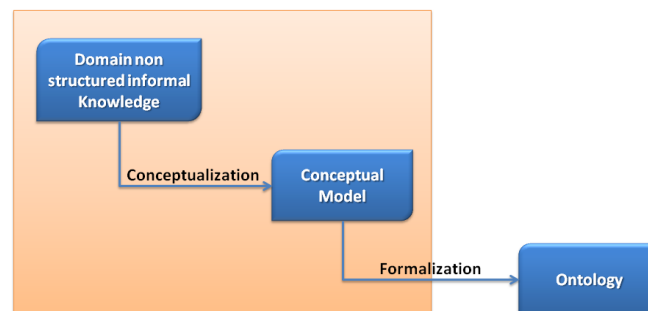 Domain non
structured informal
Knowledge
Conceptualization
Conceptual
Model
Formalization
Ontology